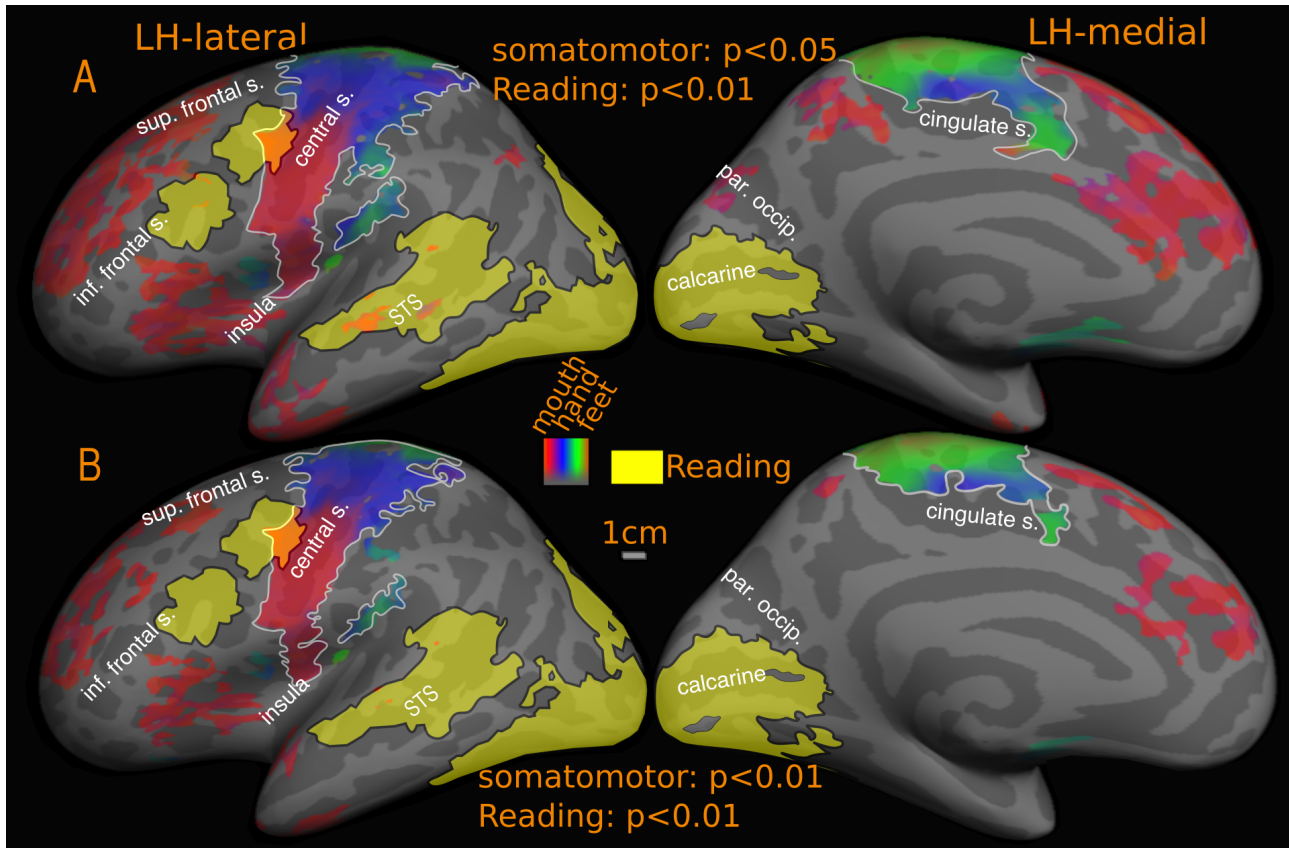 LH-lateral
LH-medial
somatomotor: p<0.05
Reading: p<0.01
A
sup. frontal s.
central s.
inf. frontal s.
insula
STS
cingulate s.
par. occip.
calcarine
mouth
hand
feet
Reading
1cm
B
sup. frontal s.
central s.
inf. frontal s.
insula
STS
cingulate s.
par. occip.
calcarine
somatomotor: p<0.01
Reading: p<0.01